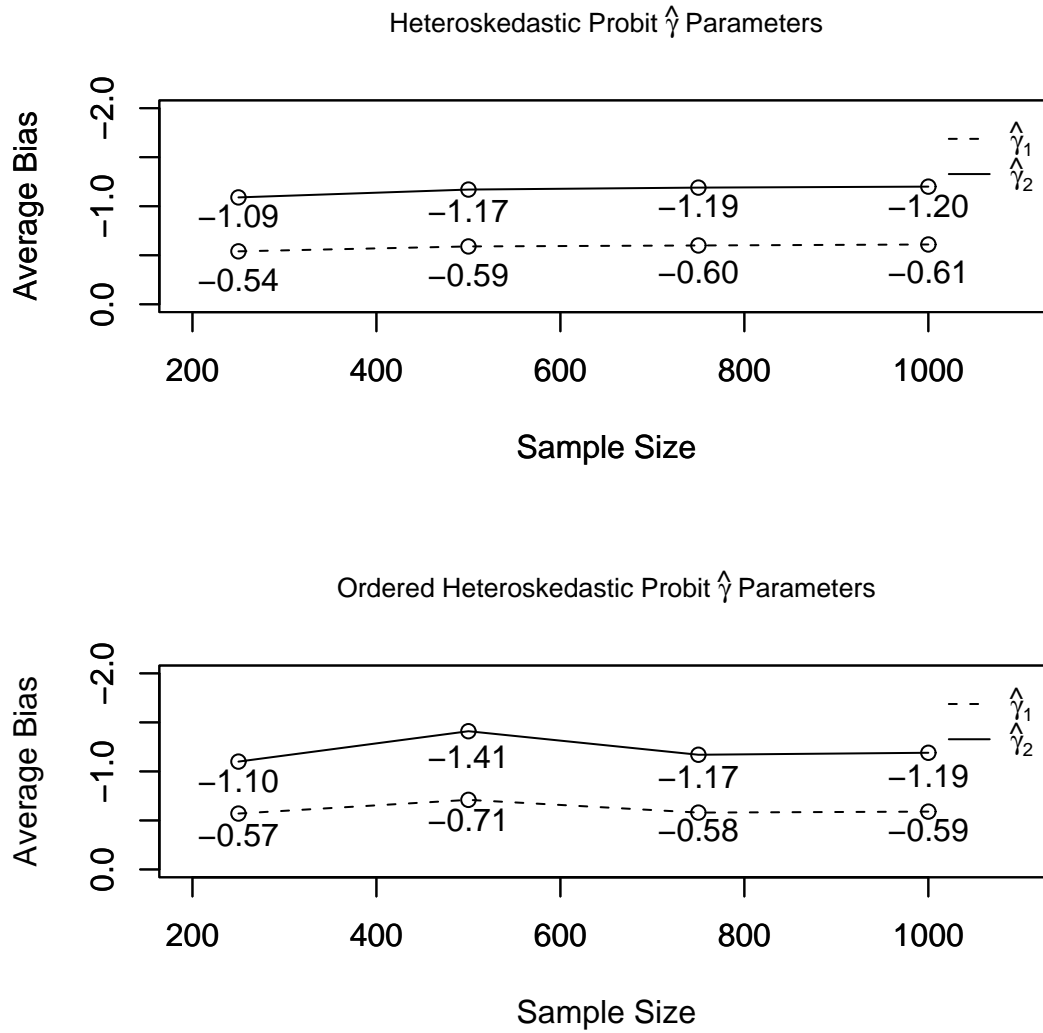 Heteroskedastic Probit γ̂ Parameters
Average Bias
−2.0
−1.0
0.0
γ̂₁
γ̂₂
−1.09
−1.17
−1.19
−1.20
−0.54
−0.59
−0.60
−0.61
200 400 600 800 1000
Sample Size
Ordered Heteroskedastic Probit γ̂ Parameters
Average Bias
−2.0
−1.0
0.0
γ̂₁
γ̂₂
−1.10
−1.41
−1.17
−1.19
−0.57
−0.71
−0.58
−0.59
200 400 600 800 1000
Sample Size